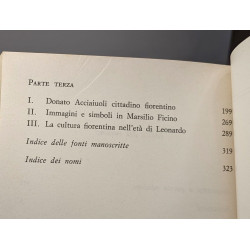 PARTE TERZA
I. Donato Acciaiuoli cittadino fiorentino 199
II. Immagini e simboli in Marsilio Ficino 269
III. La cultura fiorentina nell'età di Leonardo 289
Indice delle fonti manoscritte 319
Indice dei nomi 323